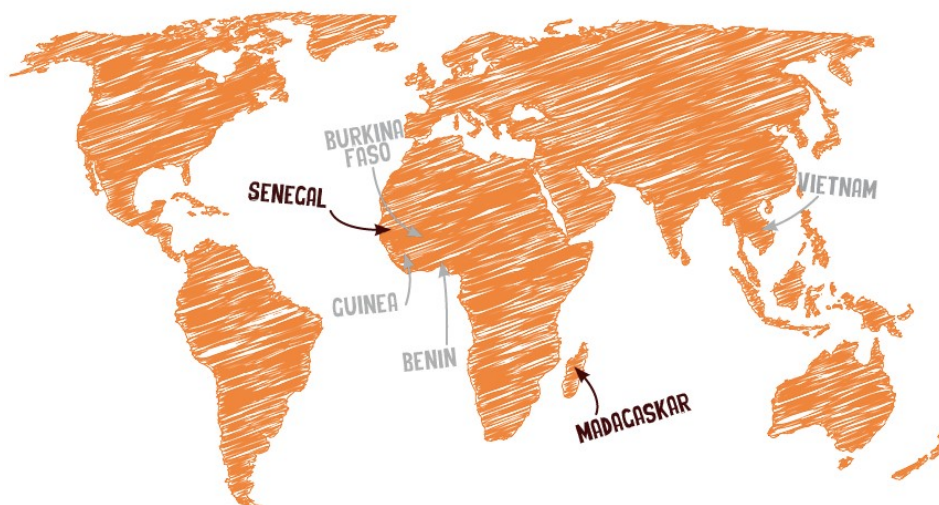 BURKINA
FASO
SENEGAL
VIETNAM
GUINEA
BENIN
MADAGASKAR